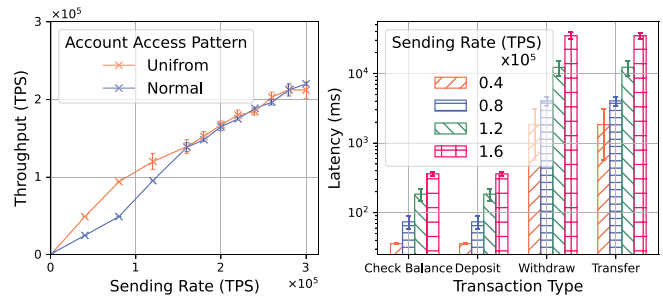 ×10⁵
3
2
1
0
0
1
2
3
×10⁵
Throughput (TPS)
Sending Rate (TPS)
Account Access Pattern
Unifrom
Normal
10⁴
10³
10²
Latency (ms)
Sending Rate (TPS)
x10⁵
0.4
0.8
1.2
1.6
Check Balance
Deposit
Withdraw
Transfer
Transaction Type